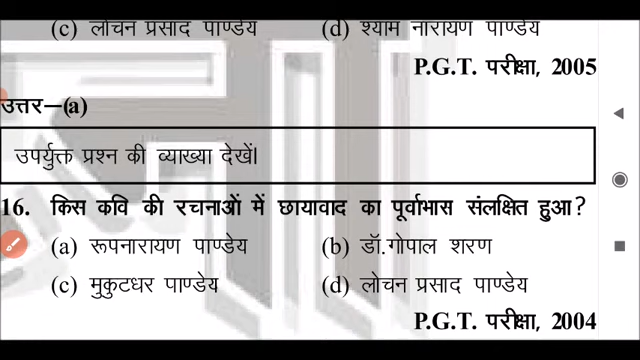 (c) लोचन प्रसाद पाण्डेय (d) श्याम नारायण पाण्डेय
P.G.T. परीक्षा, 2005
उत्तर—(a)
उपर्युक्त प्रश्न की व्याख्या देखें।
16. किस कवि की रचनाओं में छायावाद का पूर्वाभास संलक्षित हुआ?
(a) रूपनारायण पाण्डेय (b) डॉ.गोपाल शरण
(c) मुकुटधर पाण्डेय (d) लोचन प्रसाद पाण्डेय
P.G.T. परीक्षा, 2004